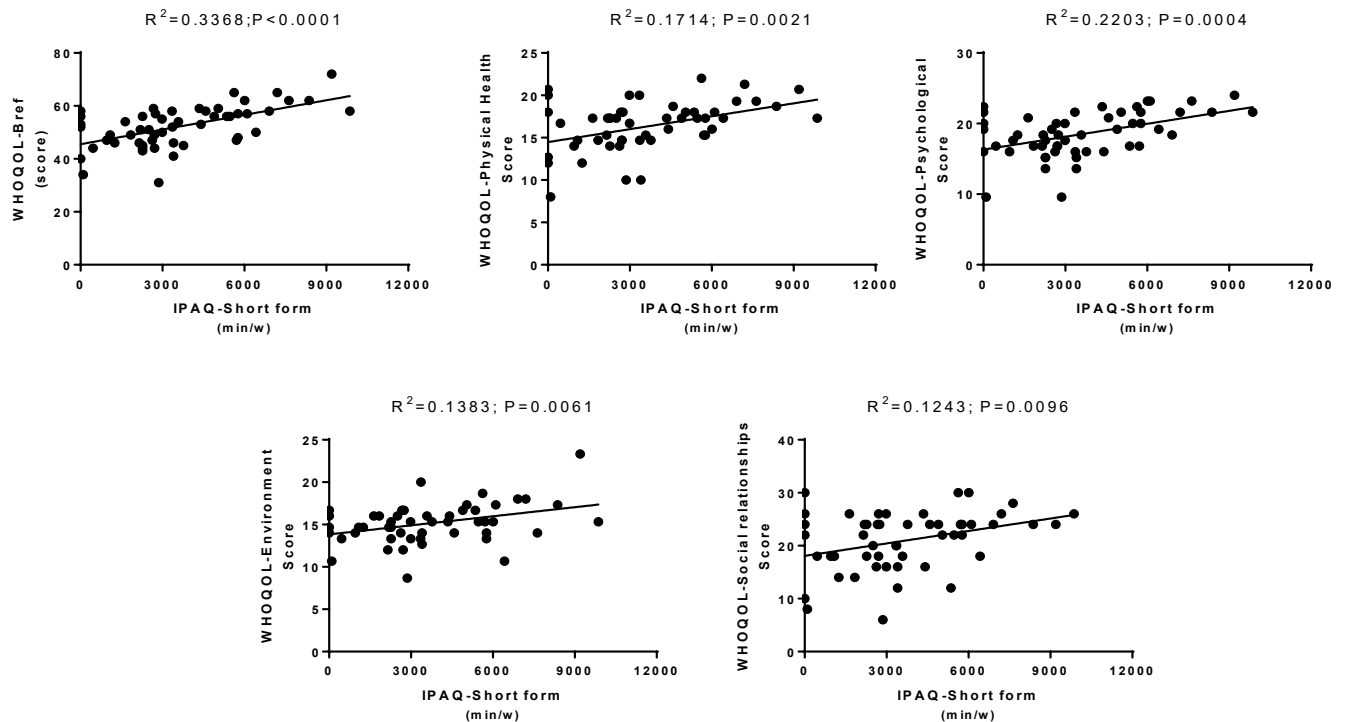 R²=0.3368;P<0.0001
WHOQOL-Bref
(score)
80
60
40
20
0
0 3000 6000 9000 12000
IPAQ-Short form
(min/w)
R²=0.1714; P=0.0021
WHOQOL-Physical Health
Score
25
20
15
10
5
0
0 3000 6000 9000 12000
IPAQ-Short form
(min/w)
R²=0.2203; P=0.0004
WHOQOL-Psychological
Score
30
20
10
0
0 3000 6000 9000 12000
IPAQ-Short form
(min/w)
R²=0.1383; P=0.0061
WHOQOL-Environment
Score
25
20
15
10
5
0
0 3000 6000 9000 12000
IPAQ-Short form
(min/w)
R²=0.1243; P=0.0096
WHOQOL-Social relationships
Score
40
30
20
10
0
0 3000 6000 9000 12000
IPAQ-Short form
(min/w)